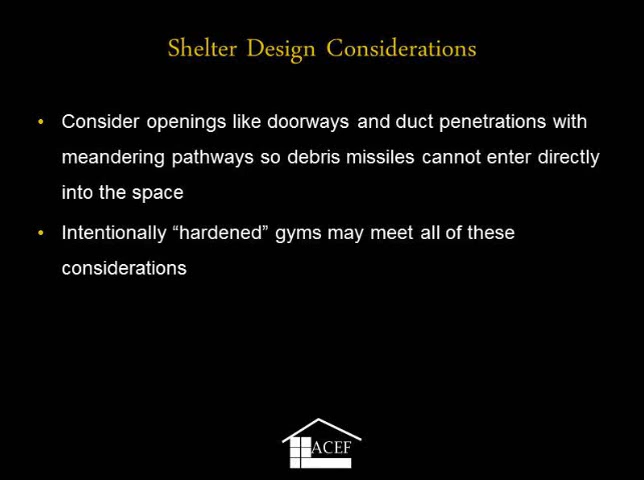 Shelter Design Considerations
• Consider openings like doorways and duct penetrations with
meandering pathways so debris missiles cannot enter directly
into the space
• Intentionally “hardened” gyms may meet all of these
considerations
ACEF